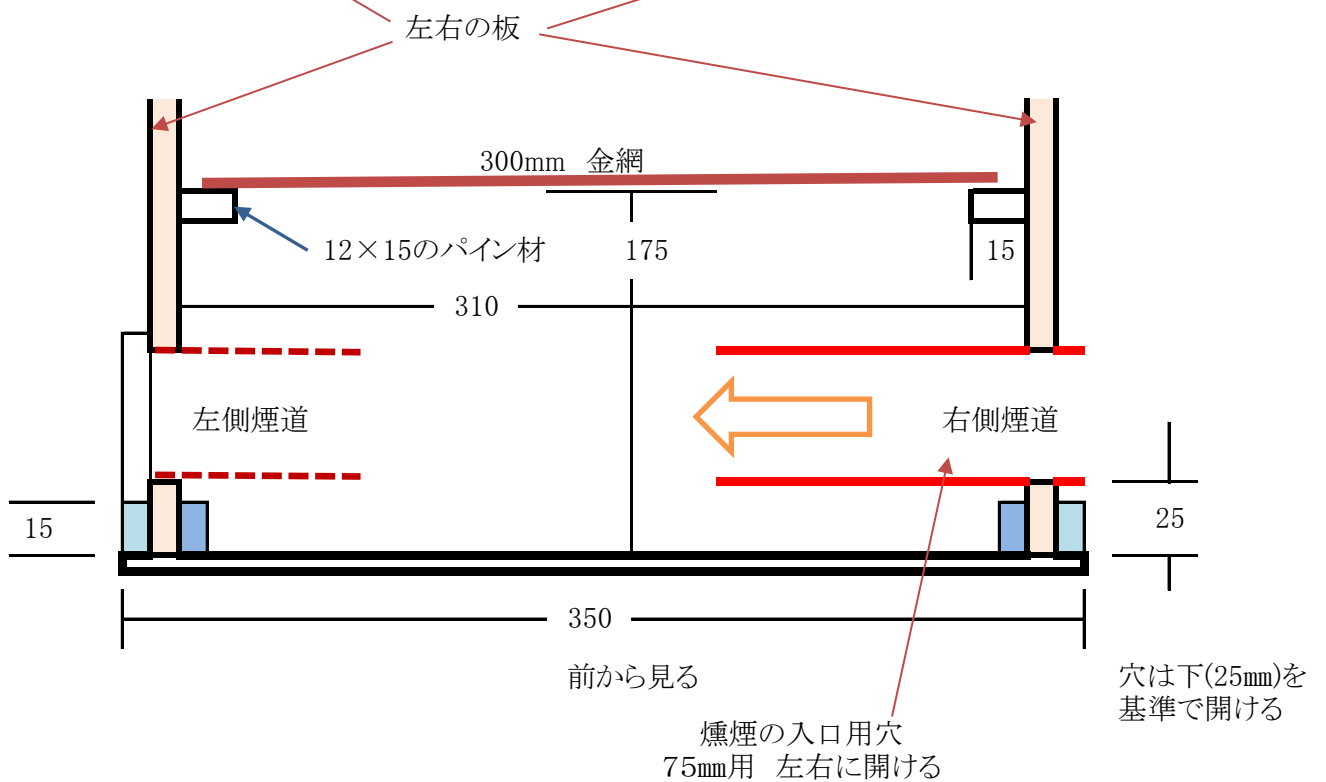 左右の板
300mm 金網
12×15のパイン材
175
15
310
左側煙道
右側煙道
15
25
350
前から見る
穴は下(25mm)を
基準で開ける
燻煙の入口用穴
75mm用 左右に開ける